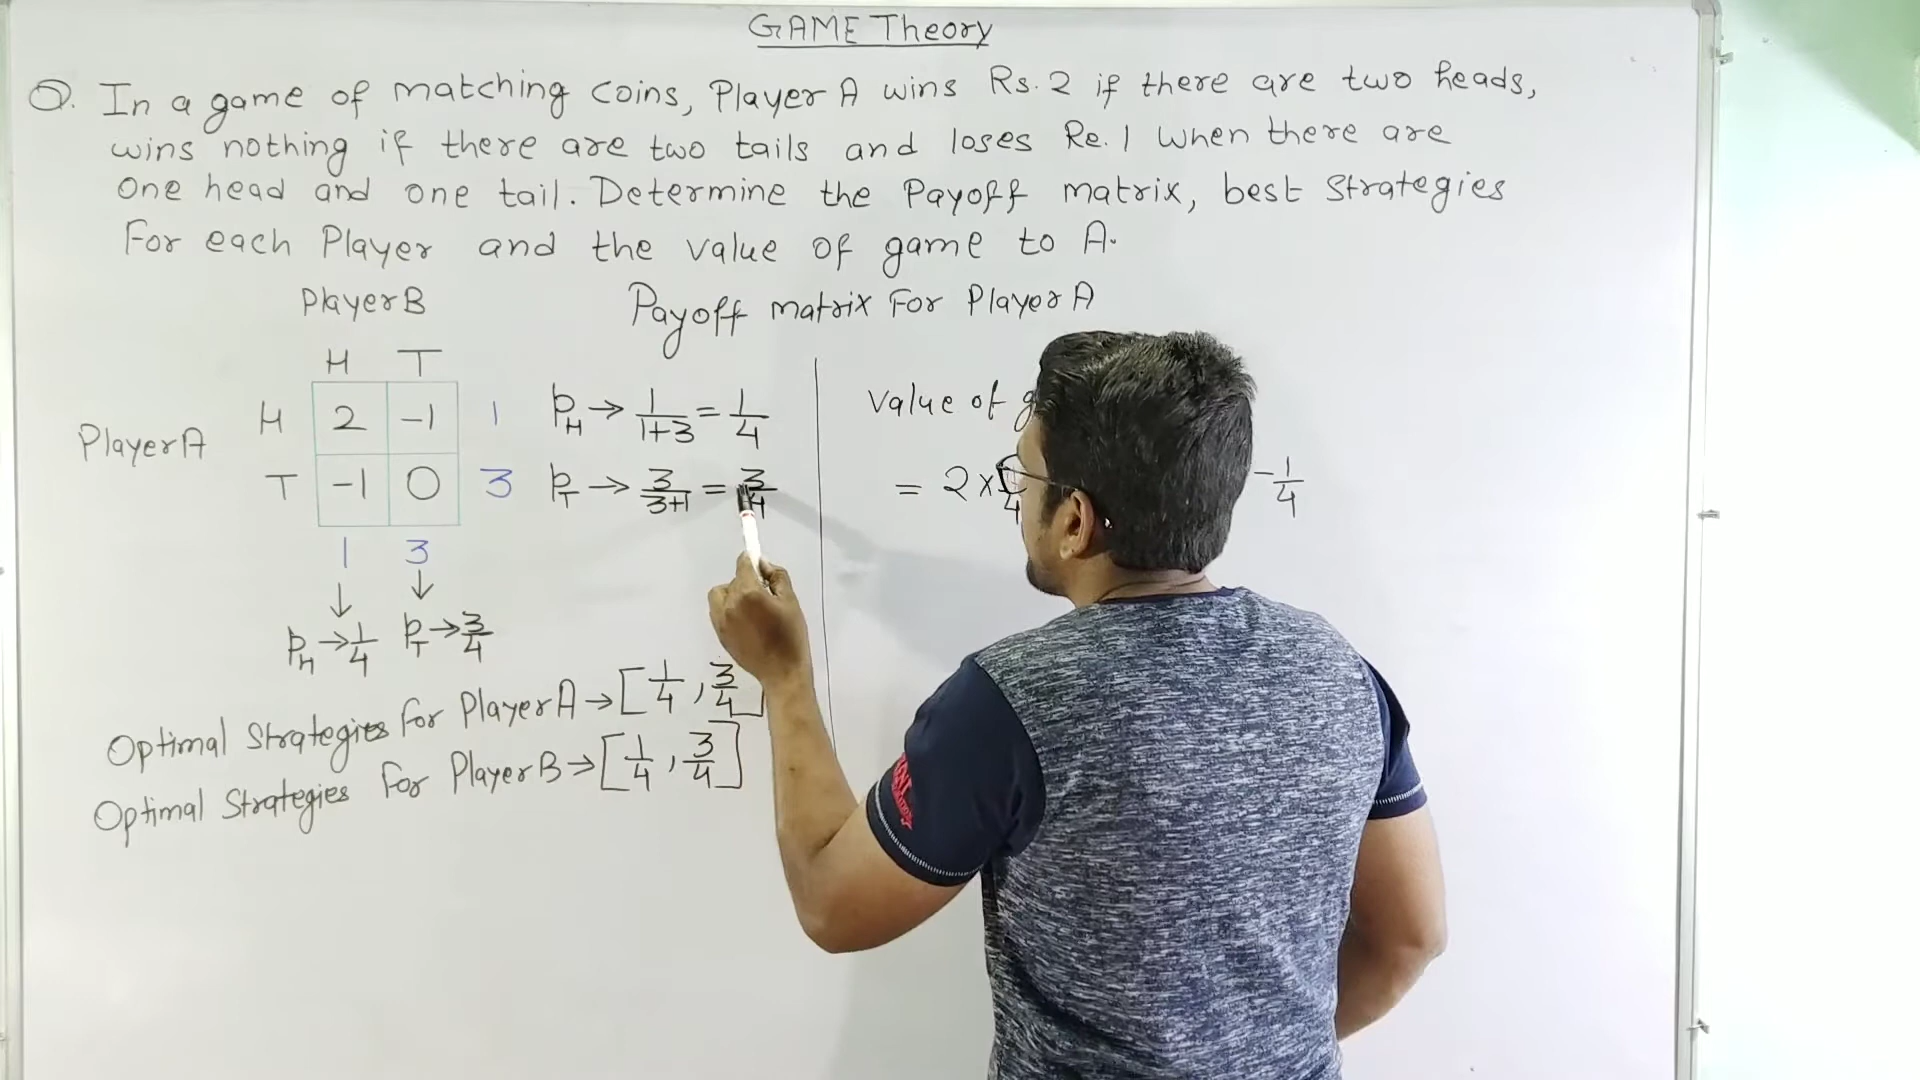 GAME Theory
Q. In a game of matching coins, Player A wins Rs. 2 if there are two heads,
wins nothing if there are two tails and loses Re. 1 when there are
one head and one tail. Determine the Payoff matrix, best strategies
for each Player and the value of game to A.
Player B
Payoff matrix for Player A
H T
Player A
H 2 -1 1 P_H → 1/(1+3) = 1/4
T -1 0 3 P_T → 3/(3+1) = 3/4
1 3
↓ ↓
P_H → 1/4 P_T → 3/4
Optimal Strategies for Player A → [1/4, 3/4]
Optimal Strategies for Player B → [1/4, 3/4]
Value of
= 2 × - 1/4